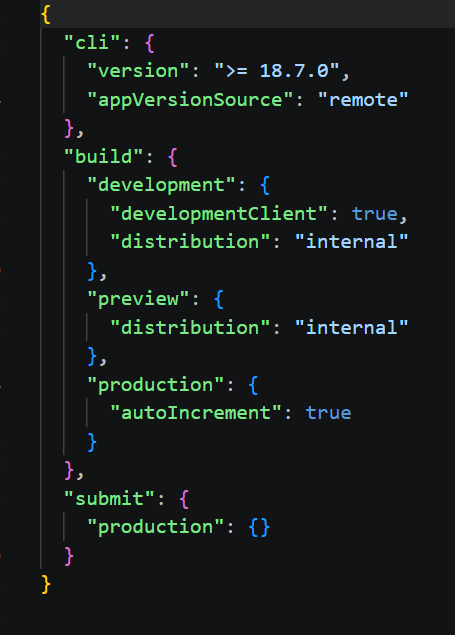 {
  "cli": {
    "version": ">= 18.7.0",
    "appVersionSource": "remote"
  },
  "build": {
    "development": {
      "developmentClient": true,
      "distribution": "internal"
    },
    "preview": {
      "distribution": "internal"
    },
    "production": {
      "autoIncrement": true
    }
  },
  "submit": {
    "production": {}
  }
}